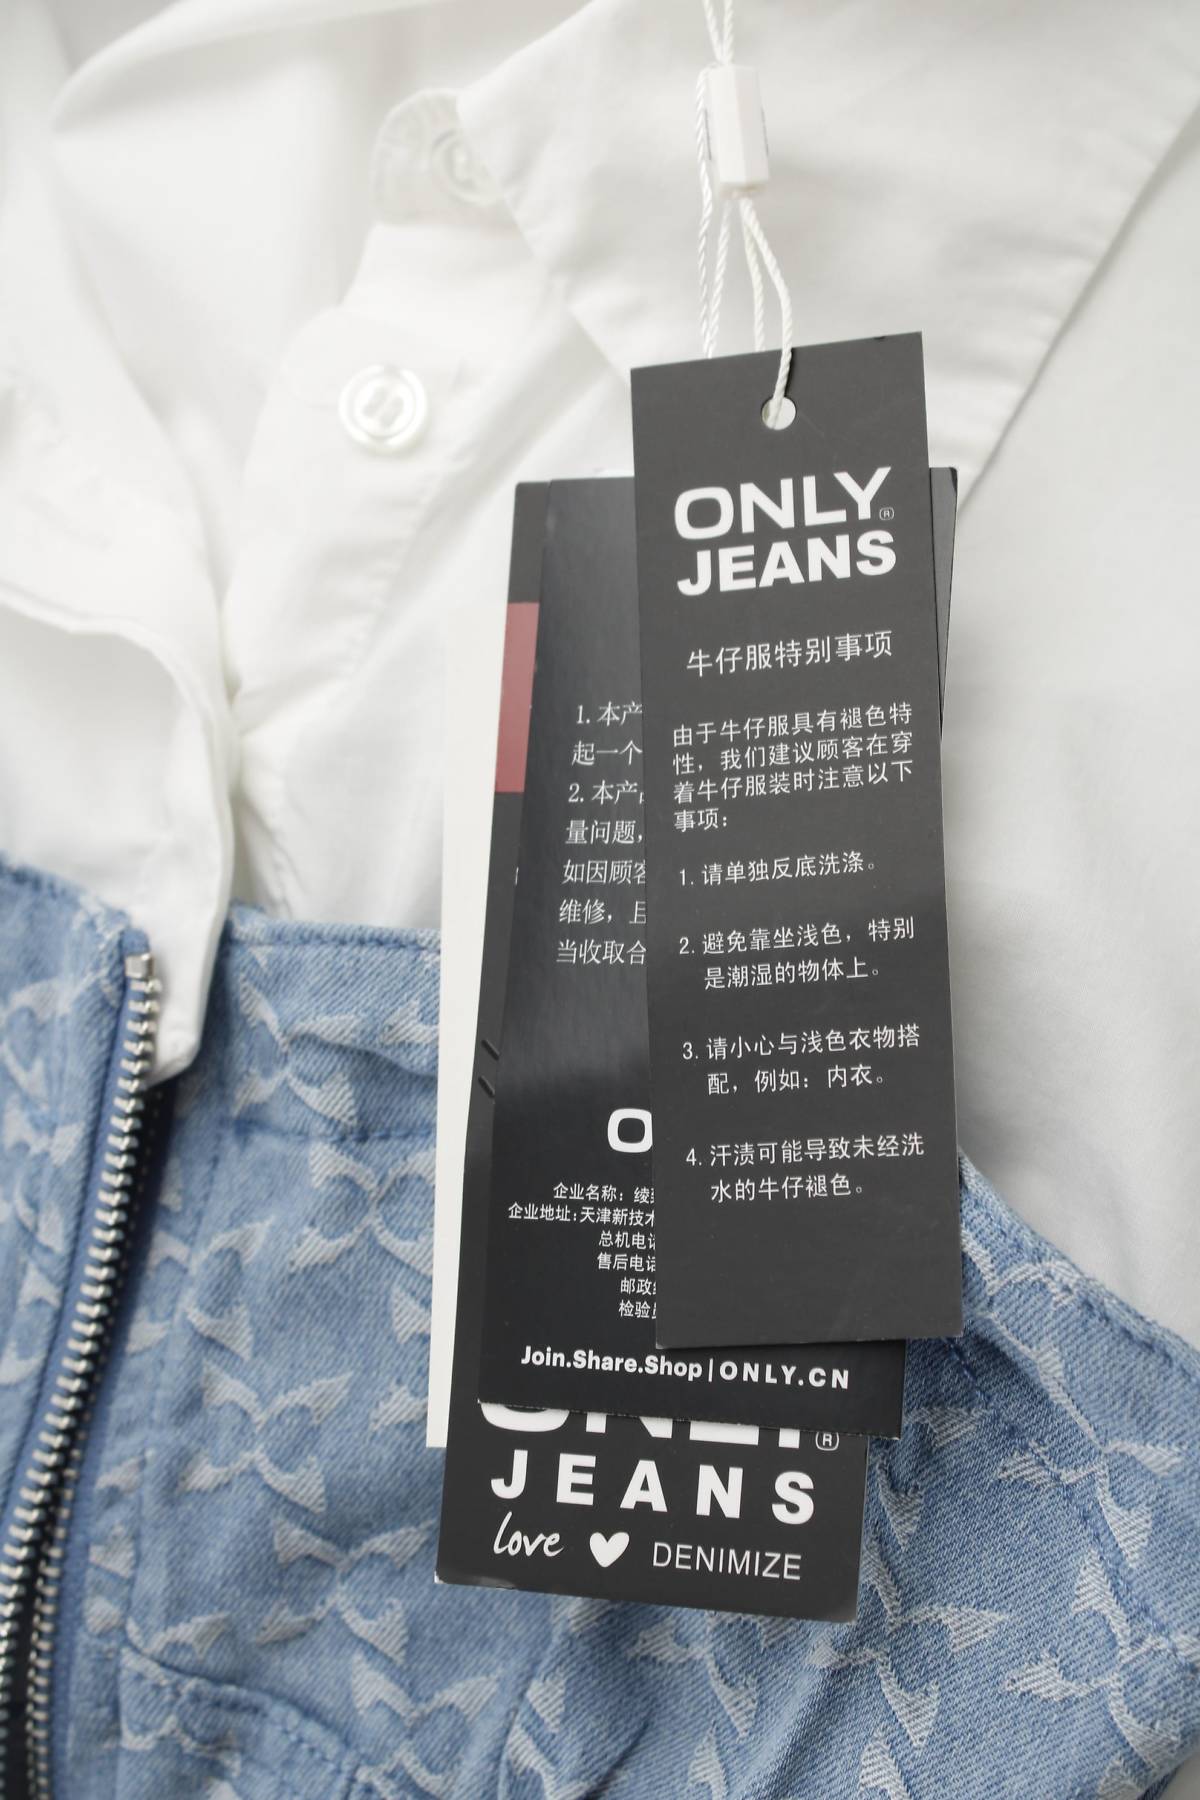 ONLY®
JEANS
牛仔服特别事项
由于牛仔服具有褪色特
性，我们建议顾客在穿
着牛仔服装时注意以下
事项：
1. 请单独反底洗涤。
2. 避免靠坐浅色，特别
是潮湿的物体上。
3. 请小心与浅色衣物搭
配，例如：内衣。
4. 汗渍可能导致未经洗
水的牛仔褪色。
1. 本产
起一个
2. 本产品
量问题，
如因顾客
维修，且
当收取合
O
企业名称：绫致
企业地址：天津新技术
总机电话
售后电话
邮政编
检验员
Join.Share.Shop|ONLY.CN
ONLY®
JEANS
love DENIMIZE